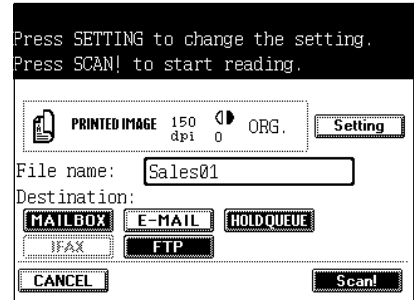 Press SETTING to change the setting.
Press SCAN! to start reading.
PRINTED IMAGE 150 dpi 0 ORG. Setting
File name: Sales01
Destination:
MAILBOX E-MAIL HOLDQUEUE
IFAX FTP
CANCEL Scan!